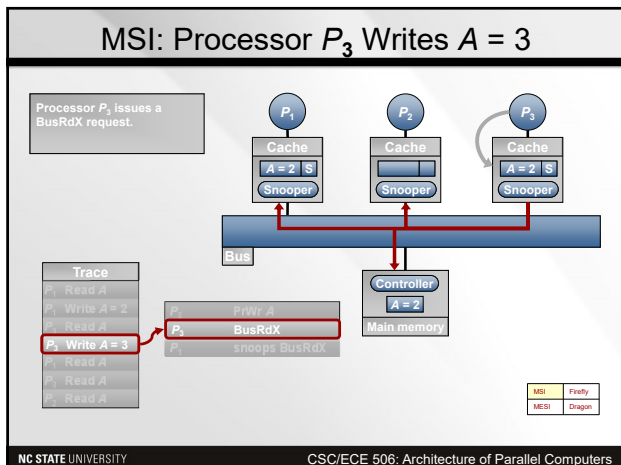 MSI: Processor P3 Writes A = 3
Processor P3 issues a
BusRdX request.
P1
P2
P3
Cache
Cache
Cache
A = 2 S
A = 2 S
Snooper
Snooper
Snooper
Bus
Trace
P1 Read A
P1 Write A = 2
P3 Read A
P3 Write A = 3
P1 Read A
P3 Read A
P2 Read A
P3 PrWr A
P3 BusRdX
P1 snoops BusRdX
Controller
A = 2
Main memory
MSI Firefly
MESI Dragon
NC STATE UNIVERSITY
CSC/ECE 506: Architecture of Parallel Computers